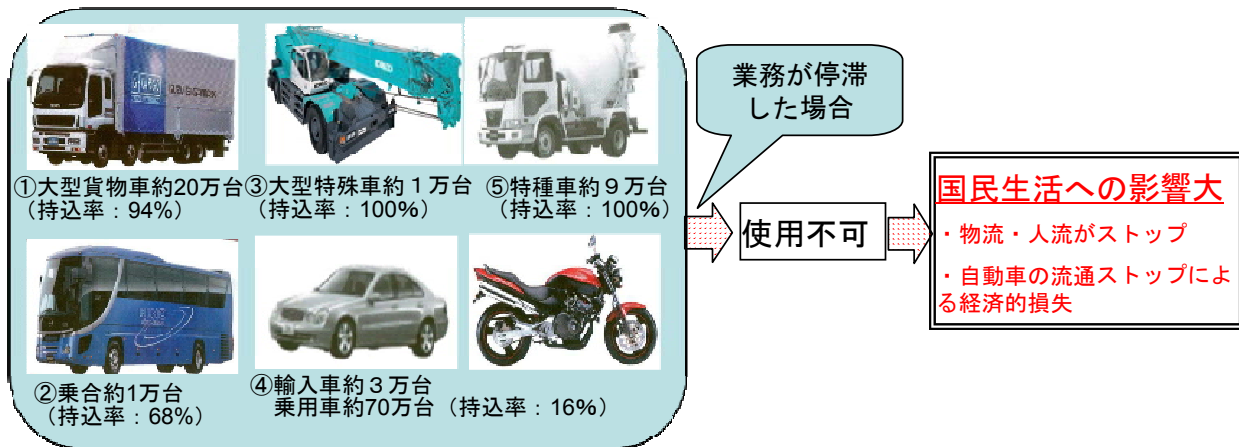 業務が停滞
した場合
①大型貨物車約20万台
(持込率：94%)
③大型特殊車約１万台
(持込率：100%)
⑤特種車約９万台
(持込率：100%)
②乗合約1万台
(持込率：68%)
④輸入車約３万台
乗用車約70万台（持込率：16%）
使用不可
国民生活への影響大
・物流・人流がストップ
・自動車の流通ストップによ
る経済的損失